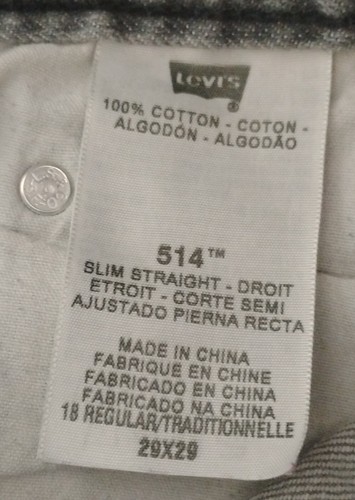 Levi's
®
100% COTTON - COTON -
ALGODÓN - ALGODÃO
514™
SLIM STRAIGHT - DROIT
ETROIT - CORTE SEMI
AJUSTADO PIERNA RECTA
MADE IN CHINA
FABRIQUE EN CHINE
FABRICADO EN CHINA
FABRICADO NA CHINA
18 REGULAR/TRADITIONNELLE
29X29